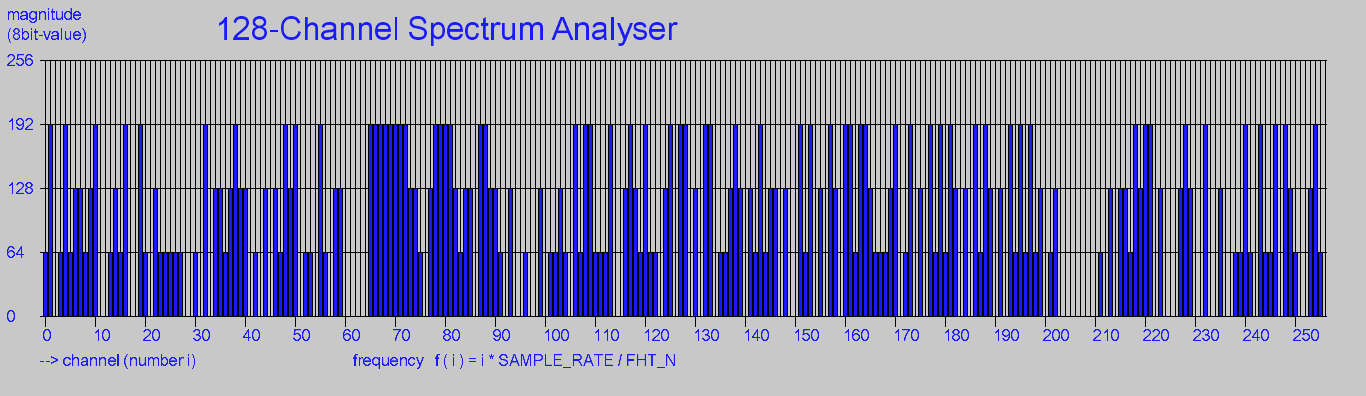 magnitude
(8bit-value)
128-Channel Spectrum Analyser
256
192
128
64
0
0 10 20 30 40 50 60 70 80 90 100 110 120 130 140 150 160 170 180 190 200 210 220 230 240 250
--> channel (number i)
frequency f ( i ) = i * SAMPLE_RATE / FHT_N